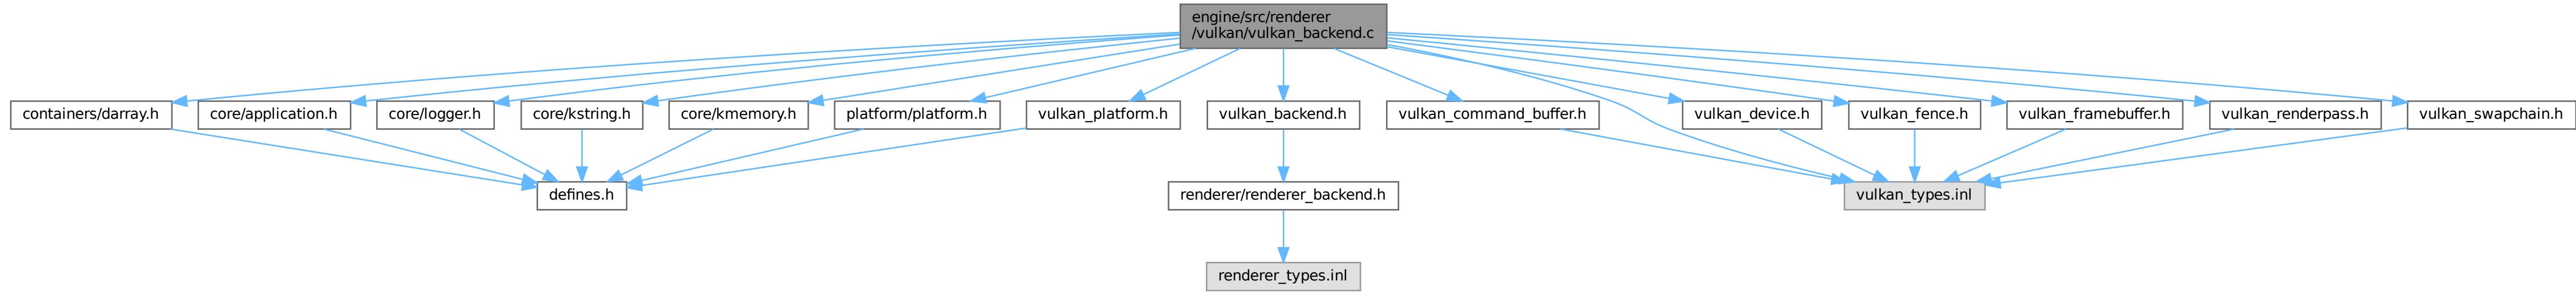 engine/src/renderer
/vulkan/vulkan_backend.c
containers/darray.h
core/application.h
core/logger.h
core/kstring.h
core/kmemory.h
platform/platform.h
vulkan_platform.h
vulkan_backend.h
vulkan_command_buffer.h
vulkan_device.h
vulkan_fence.h
vulkan_framebuffer.h
vulkan_renderpass.h
vulkan_swapchain.h
defines.h
renderer/renderer_backend.h
vulkan_types.inl
renderer_types.inl